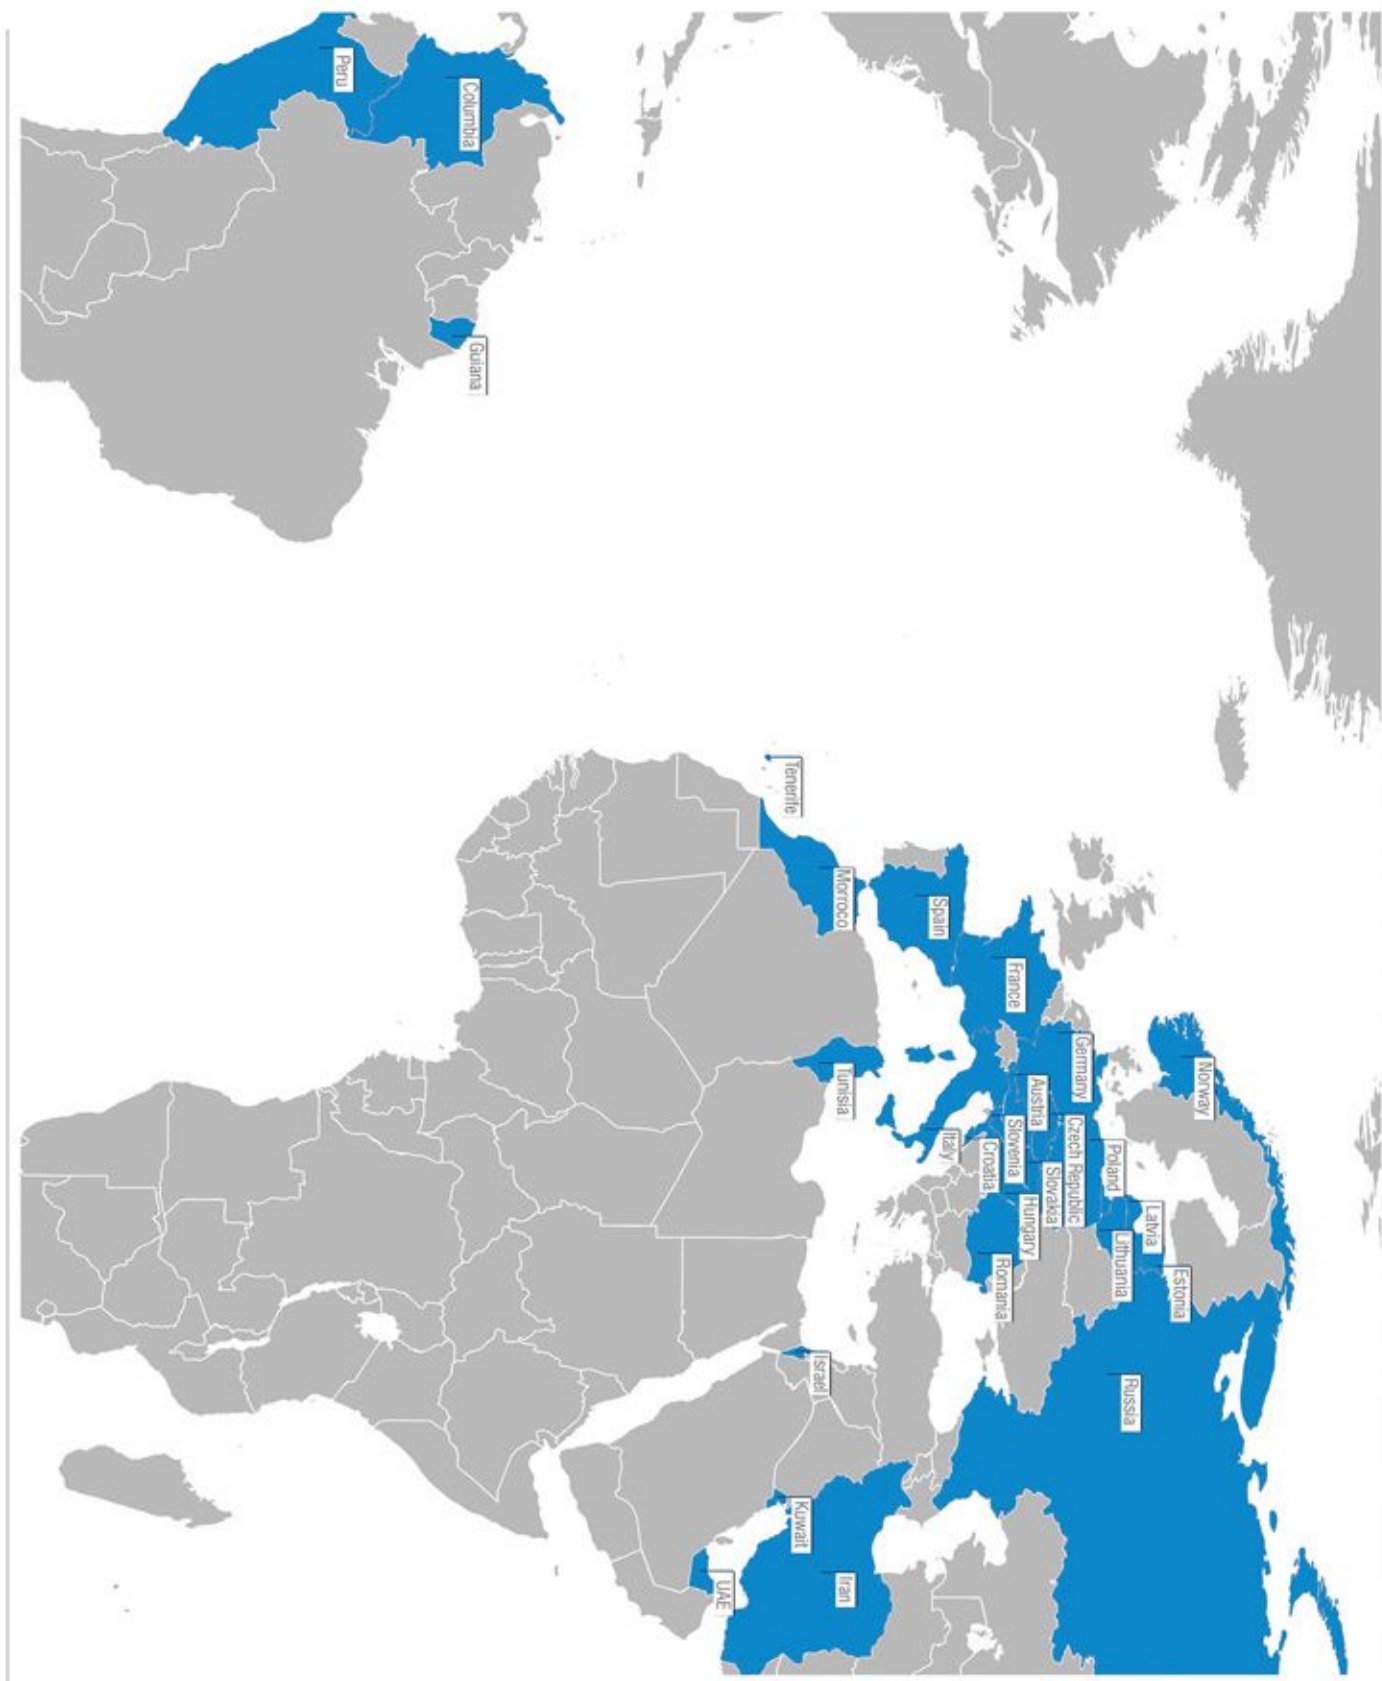 Norway
Estonia
Latvia
Lithuania
Russia
Poland
Germany
Czech Republic
Slovakia
Austria
Hungary
France
Slovenia
Romania
Croatia
Italy
Spain
Morroco
Tunisia
Iran
Israel
Kuwait
Tenerife
UAE
Guiana
Columbia
Peru